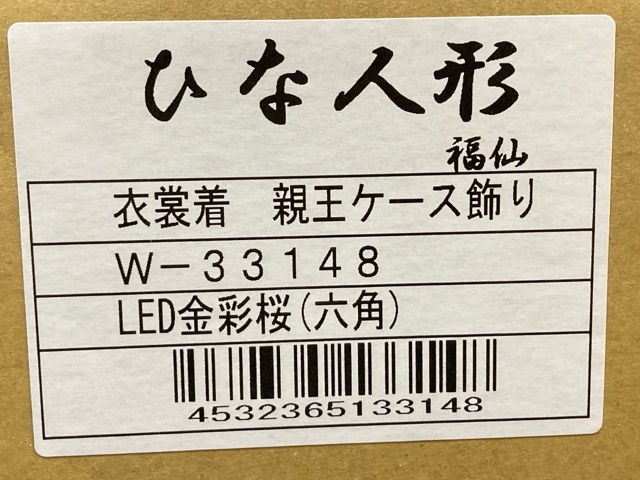 ひな人形
福仙
衣裳着　親王ケース飾り
W－３３１４８
LED金彩桜(六角)
4532365133148